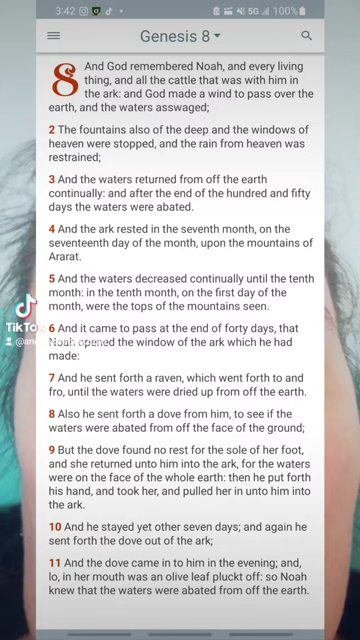 3:42 5G 100%
Genesis 8
8 And God remembered Noah, and every living
thing, and all the cattle that was with him in
the ark: and God made a wind to pass over the
earth, and the waters asswaged;
2 The fountains also of the deep and the windows of
heaven were stopped, and the rain from heaven was
restrained;
3 And the waters returned from off the earth
continually: and after the end of the hundred and fifty
days the waters were abated.
4 And the ark rested in the seventh month, on the
seventeenth day of the month, upon the mountains of
Ararat.
5 And the waters decreased continually until the tenth
month: in the tenth month, on the first day of the
month, were the tops of the mountains seen.
TikTok
6 And it came to pass at the end of forty days, that
Noah opened the window of the ark which he had
made:
7 And he sent forth a raven, which went forth to and
fro, until the waters were dried up from off the earth.
8 Also he sent forth a dove from him, to see if the
waters were abated from off the face of the ground;
9 But the dove found no rest for the sole of her foot,
and she returned unto him into the ark, for the waters
were on the face of the whole earth: then he put forth
his hand, and took her, and pulled her in unto him into
the ark.
10 And he stayed yet other seven days; and again he
sent forth the dove out of the ark;
11 And the dove came in to him in the evening; and,
lo, in her mouth was an olive leaf pluckt off: so Noah
knew that the waters were abated from off the earth.